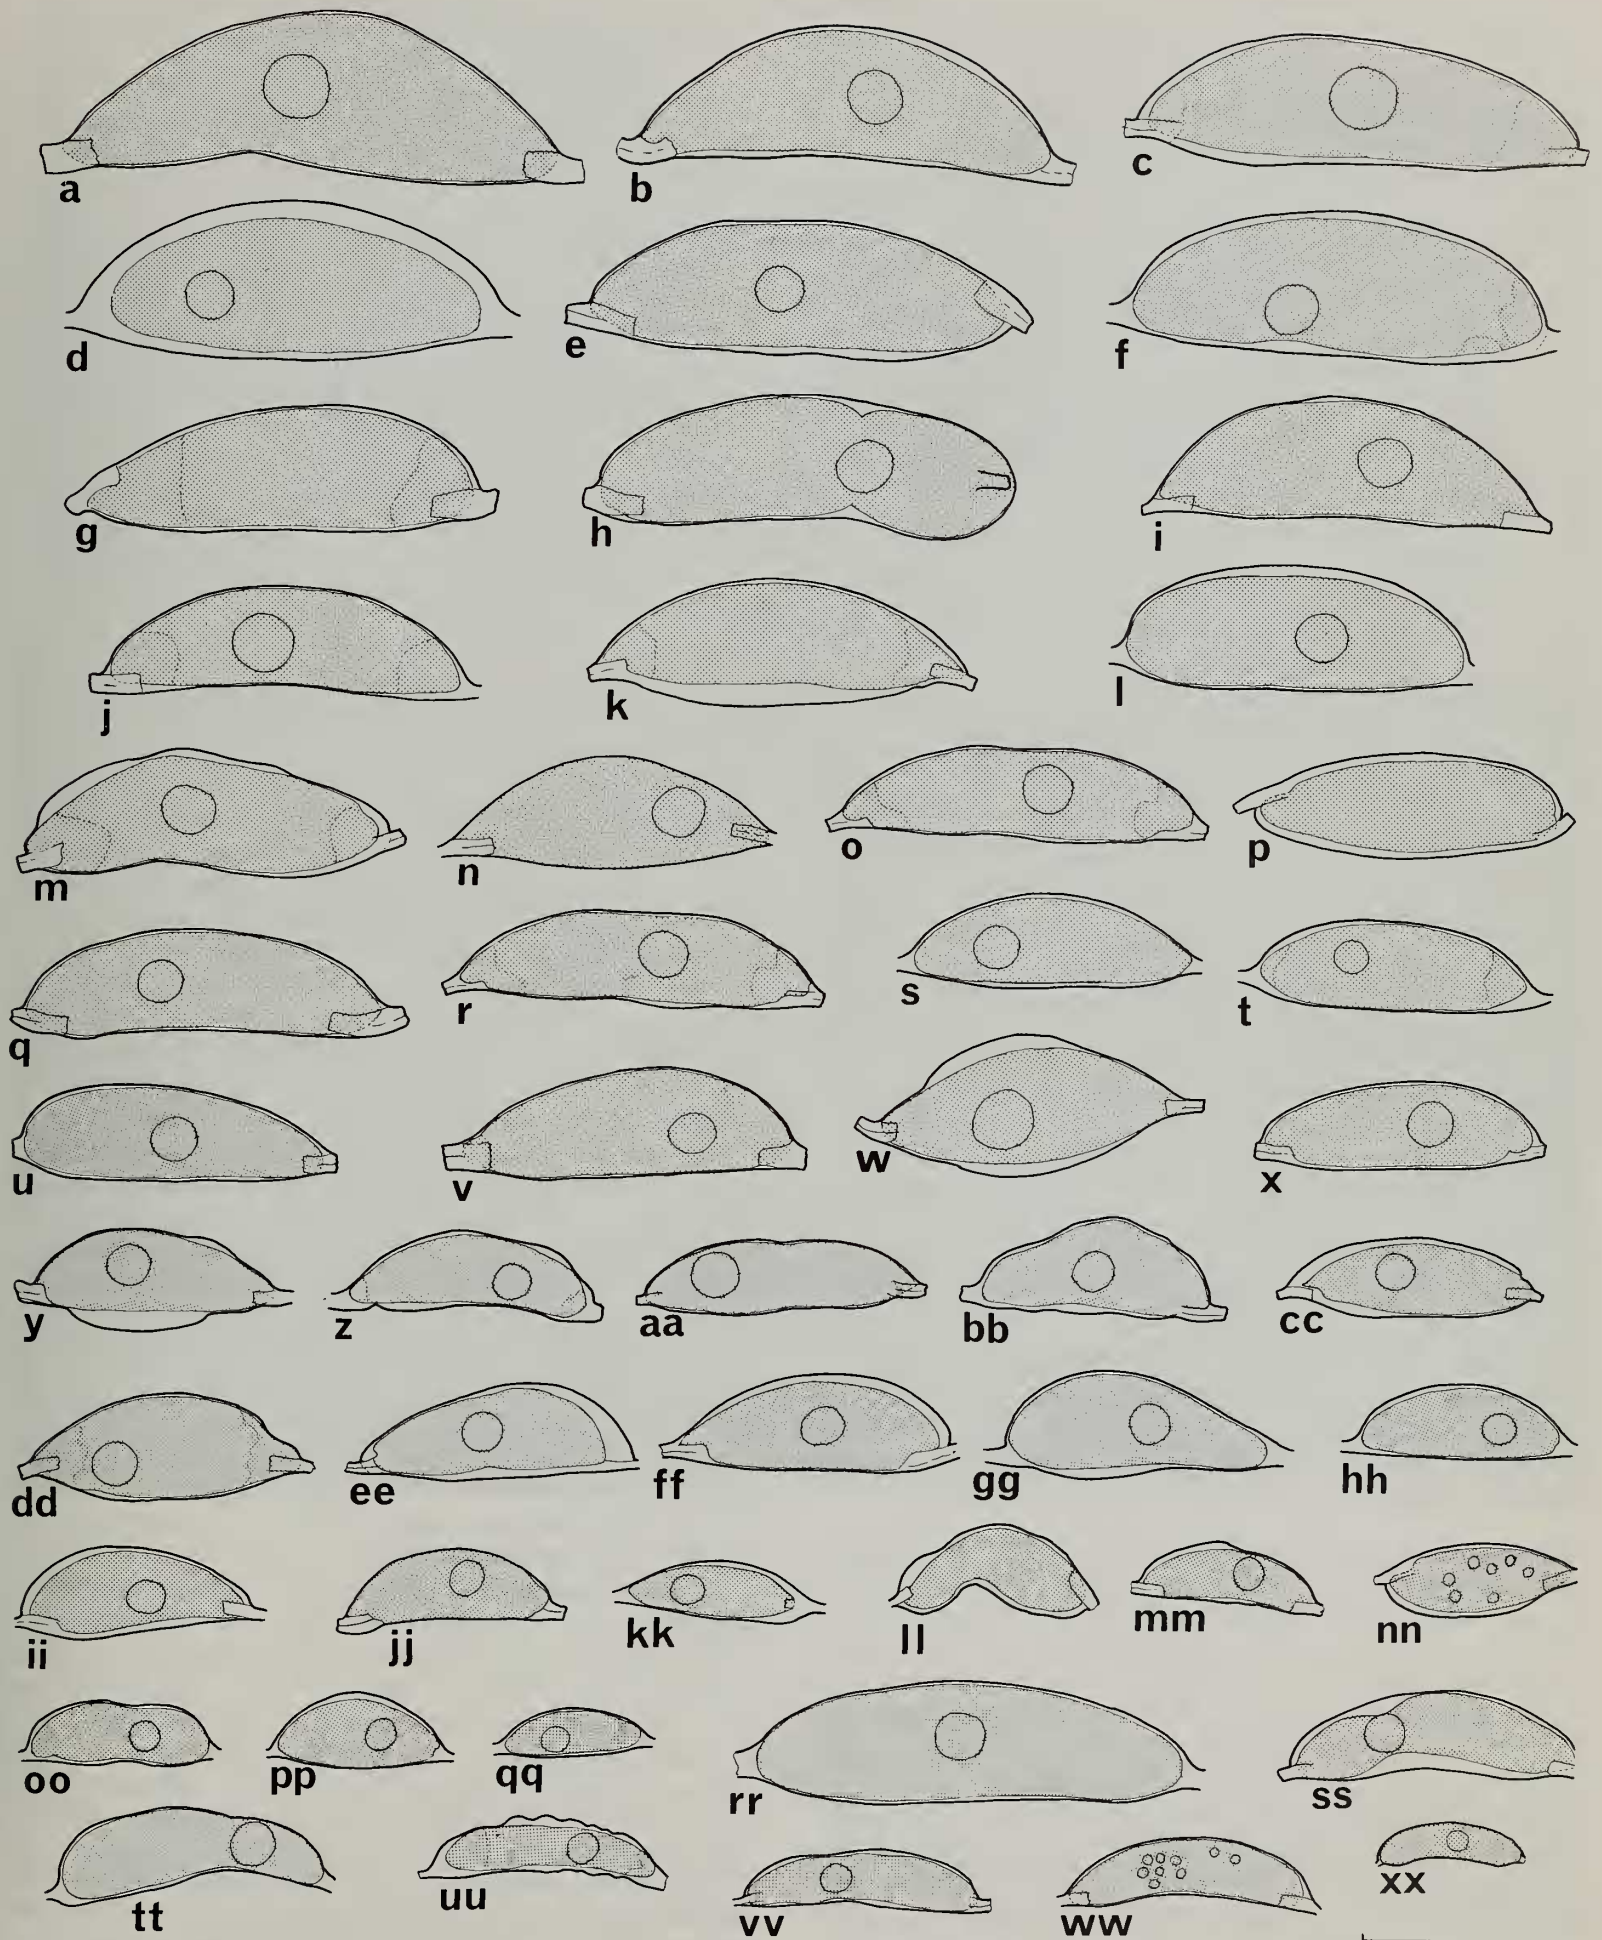 a b c
d e f
g h i
j k l
m n o p
q r s t
u v w x
y z aa bb cc
dd ee ff gg hh
ii jj kk ll mm nn
oo pp qq rr ss
tt uu vv ww xx